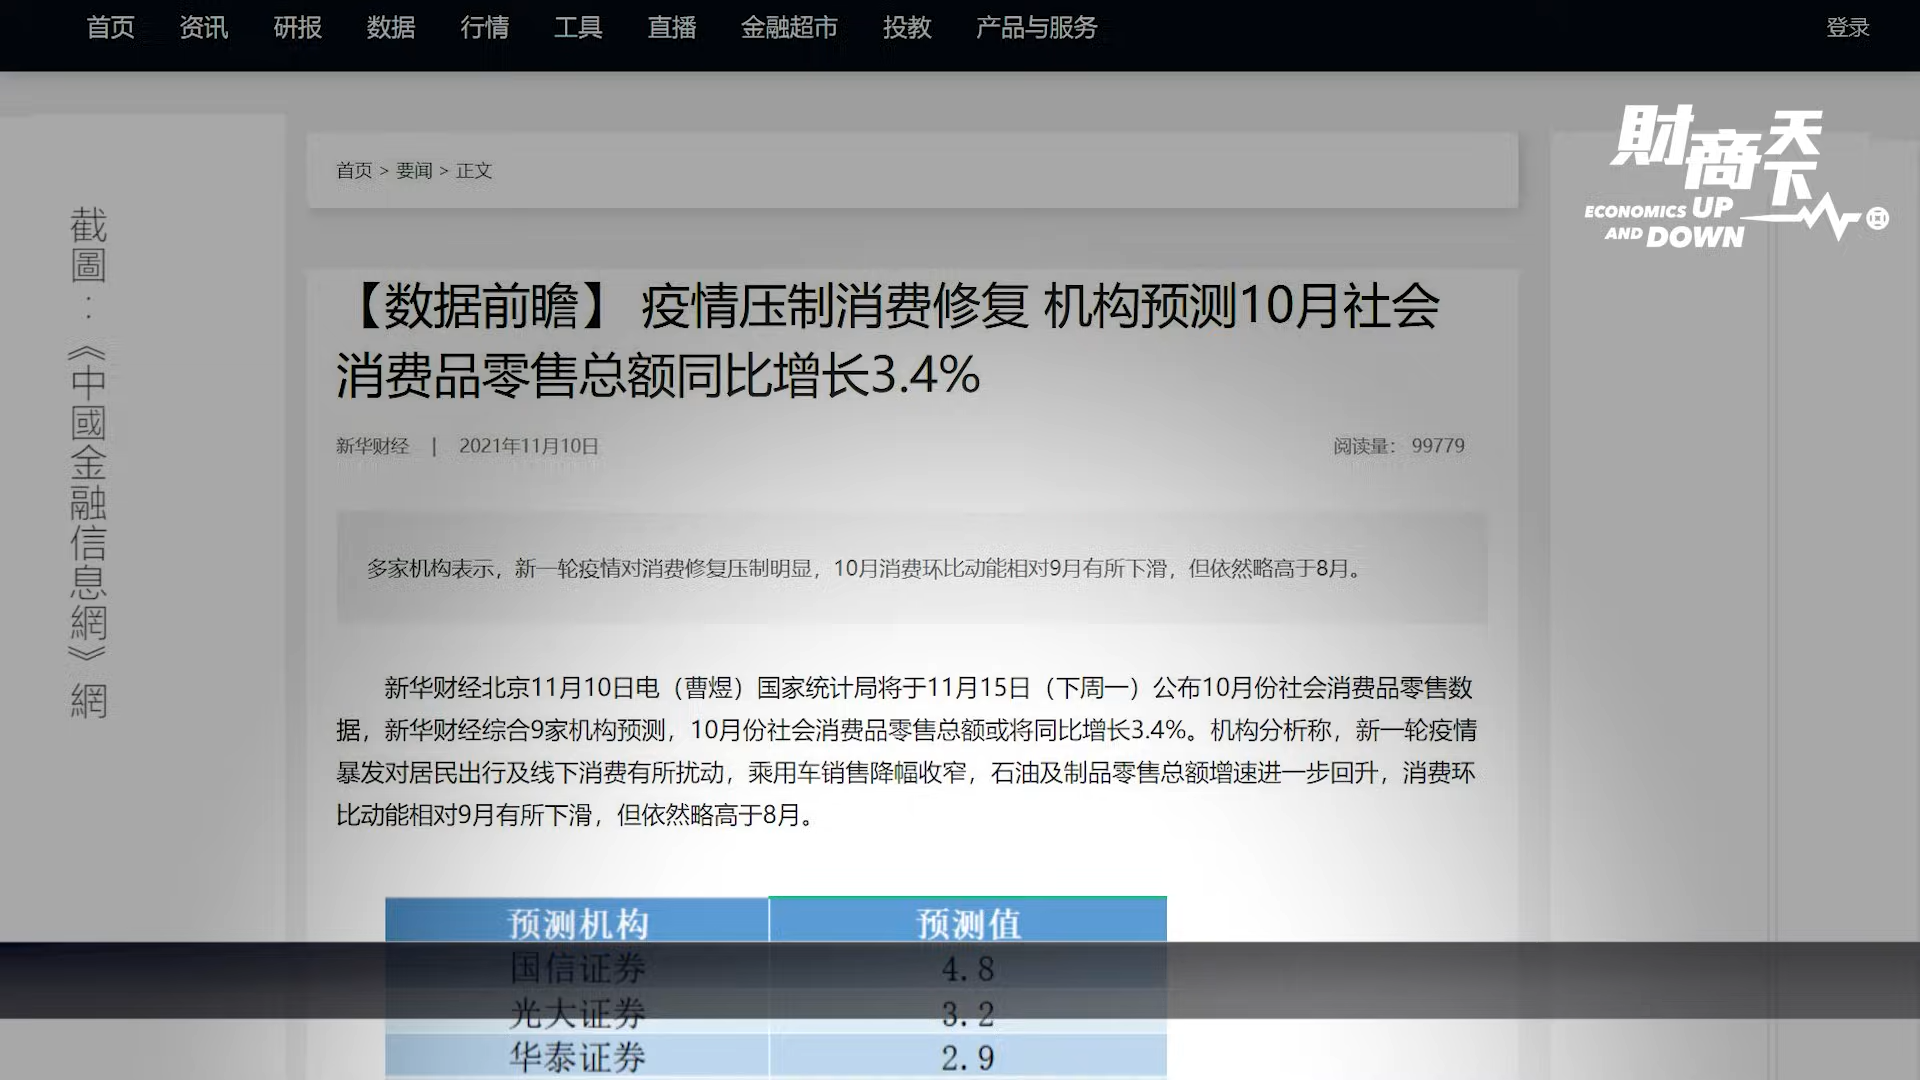 首页 资讯 研报 数据 行情 工具 直播 金融超市 投教 产品与服务 登录
財商天下
ECONOMICS UP
AND DOWN
截圖：《中國金融信息網》網
首页 > 要闻 > 正文
【数据前瞻】 疫情压制消费修复 机构预测10月社会
消费品零售总额同比增长3.4%
新华财经 | 2021年11月10日 阅读量： 99779
多家机构表示，新一轮疫情对消费修复压制明显，10月消费环比动能相对9月有所下滑，但依然略高于8月。
新华财经北京11月10日电（曹煜）国家统计局将于11月15日（下周一）公布10月份社会消费品零售数
据，新华财经综合9家机构预测，10月份社会消费品零售总额或将同比增长3.4%。机构分析称，新一轮疫情
暴发对居民出行及线下消费有所扰动，乘用车销售降幅收窄，石油及制品零售总额增速进一步回升，消费环
比动能相对9月有所下滑，但依然略高于8月。
预测机构 预测值
国信证券 4.8
光大证券 3.2
华泰证券 2.9